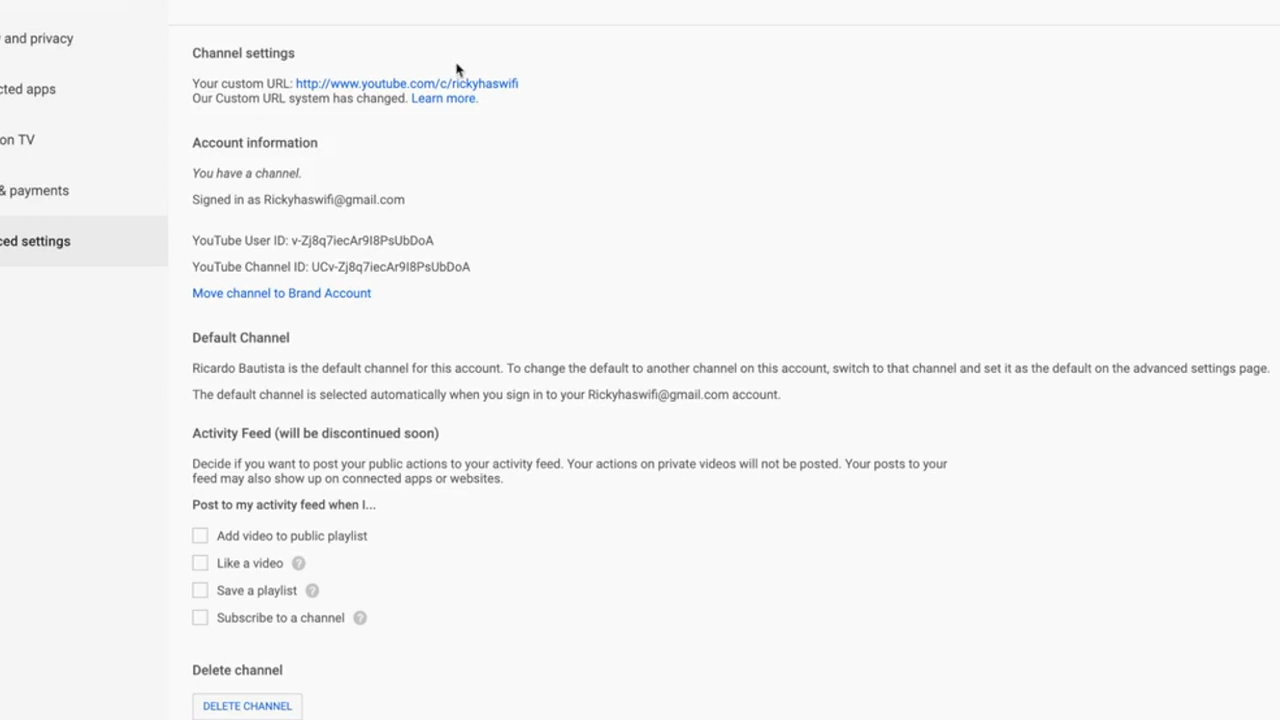 and privacy
cted apps
on TV
& payments
ced settings
Channel settings
Your custom URL: http://www.youtube.com/c/rickyhaswifi
Our Custom URL system has changed. Learn more.
Account information
You have a channel.
Signed in as Rickyhaswifi@gmail.com
YouTube User ID: v-Zj8q7iecAr9I8PsUbDoA
YouTube Channel ID: UCv-Zj8q7iecAr9I8PsUbDoA
Move channel to Brand Account
Default Channel
Ricardo Bautista is the default channel for this account. To change the default to another channel on this account, switch to that channel and set it as the default on the advanced settings page.
The default channel is selected automatically when you sign in to your Rickyhaswifi@gmail.com account.
Activity Feed (will be discontinued soon)
Decide if you want to post your public actions to your activity feed. Your actions on private videos will not be posted. Your posts to your
feed may also show up on connected apps or websites.
Post to my activity feed when I...
Add video to public playlist
Like a video ?
Save a playlist ?
Subscribe to a channel ?
Delete channel
DELETE CHANNEL